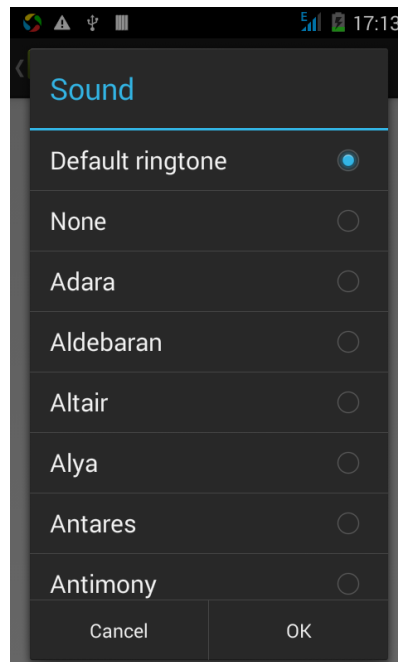 E 17:13
Sound
Default ringtone
None
Adara
Aldebaran
Altair
Alya
Antares
Antimony
Cancel OK